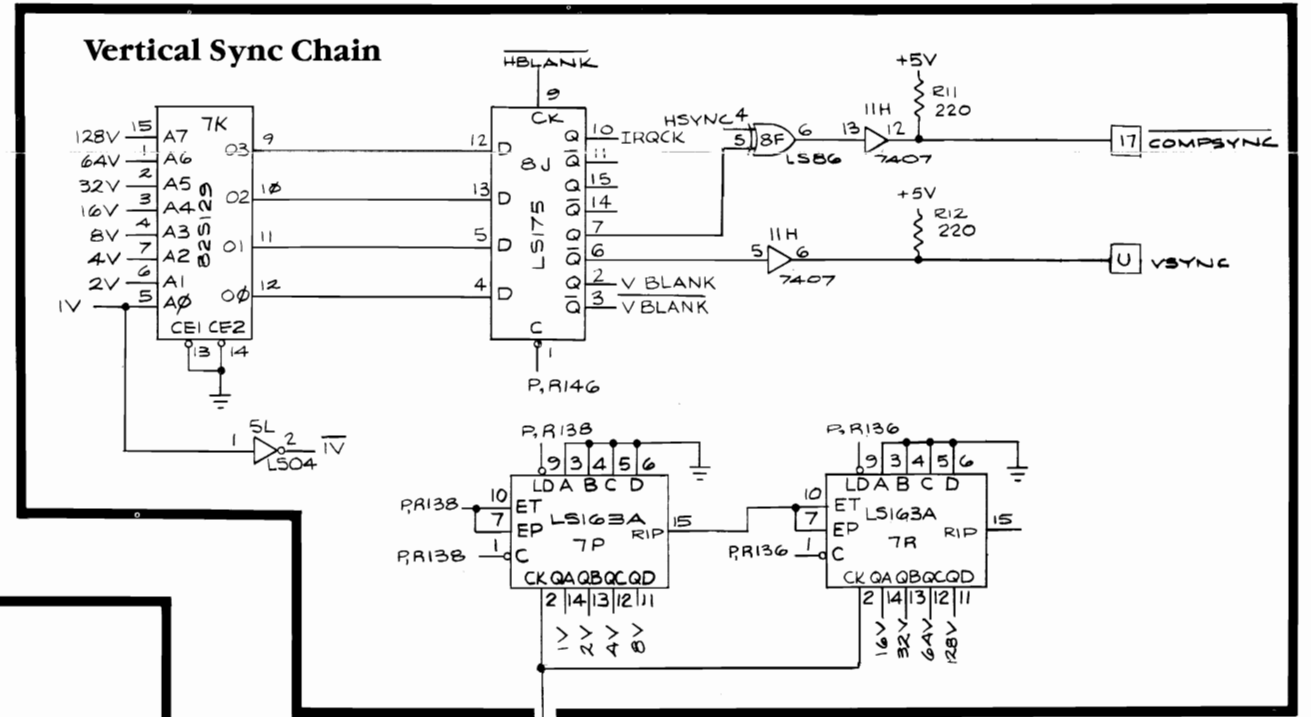 Vertical Sync Chain
HBLANK
9
CK
+5V
R11
220
128V 15 A7
64V 1 A6
32V 2 A5
16V 3 A4
8V 4 A3
4V 7 A2
2V 6 A1
1V 5 AØ
7K
82S129
O3 9
O2 1Ø
O1 11
OØ 12
CE1 CE2
13 14
12 D
13 D
5 D
4 D
8J
LS175
Q 10 IRQCK
Q 11
Q 15
Q 14
Q 7
Q 6
Q 2 V BLANK
Q 3 V BLANK
C
1
P,R146
HSYNC 4
5 8F 6
LS86
11H
13 12
7407
17 COMPSYNC
+5V
R12
220
11H
5 6
7407
U VSYNC
5L
1 2 1V
LS04
P,R138
9 3 4 5 6
LD A B C D
P,R138 10 ET
7 EP
LS163A
RIP 15
7P
P,R138 1 C
CK QA QB QC QD
2 14 13 12 11
1V 2V 4V 8V
P,R136
9 3 4 5 6
LD A B C D
10 ET
7 EP
LS163A
RIP 15
7R
P,R136 1 C
CK QA QB QC QD
2 14 13 12 11
16V 32V 64V 128V